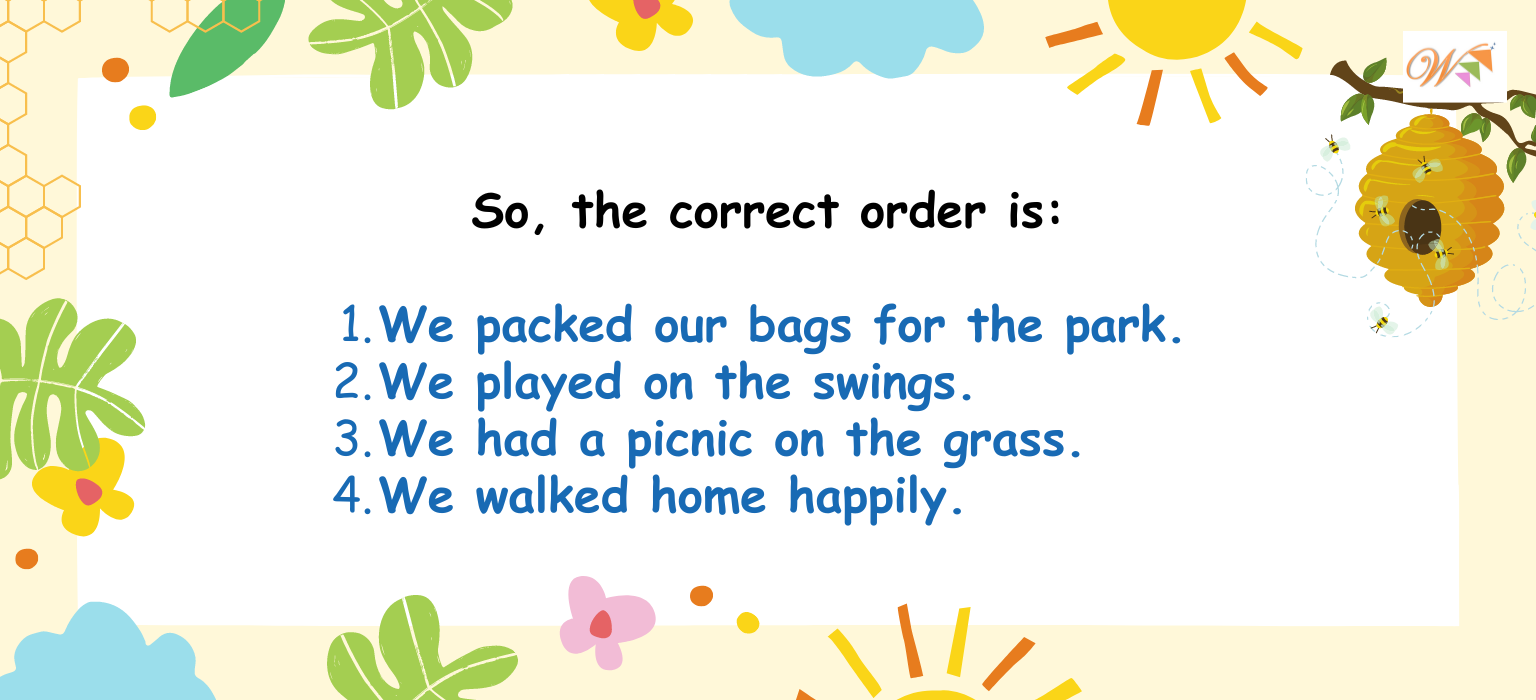 W
So, the correct order is:
1. We packed our bags for the park.
2. We played on the swings.
3. We had a picnic on the grass.
4. We walked home happily.